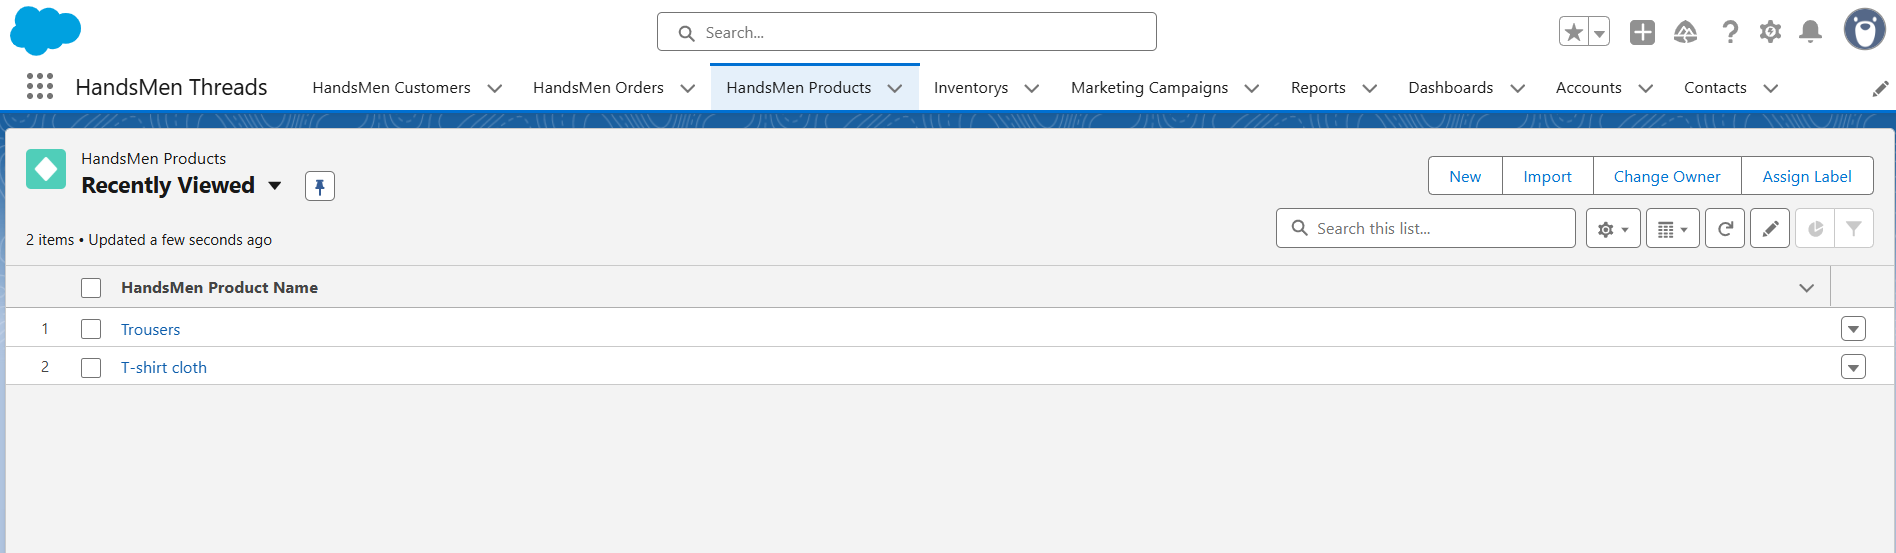 Search...
HandsMen Threads HandsMen Customers HandsMen Orders HandsMen Products Inventorys Marketing Campaigns Reports Dashboards Accounts Contacts
HandsMen Products
Recently Viewed
New Import Change Owner Assign Label
2 items • Updated a few seconds ago
Search this list...
HandsMen Product Name
1 Trousers
2 T-shirt cloth